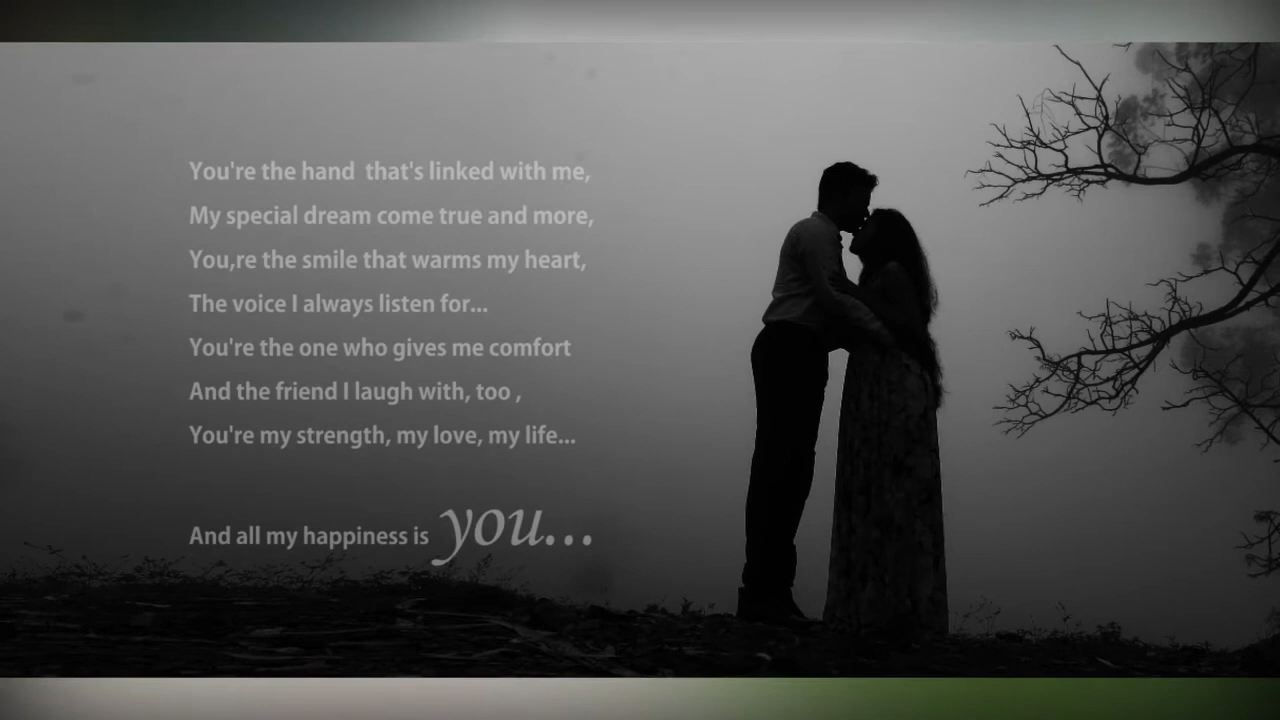 You're the hand  that's linked with me,
My special dream come true and more,
You,re the smile that warms my heart,
The voice I always listen for...
You're the one who gives me comfort
And the friend I laugh with, too ,
You're my strength, my love, my life...
And all my happiness is you...